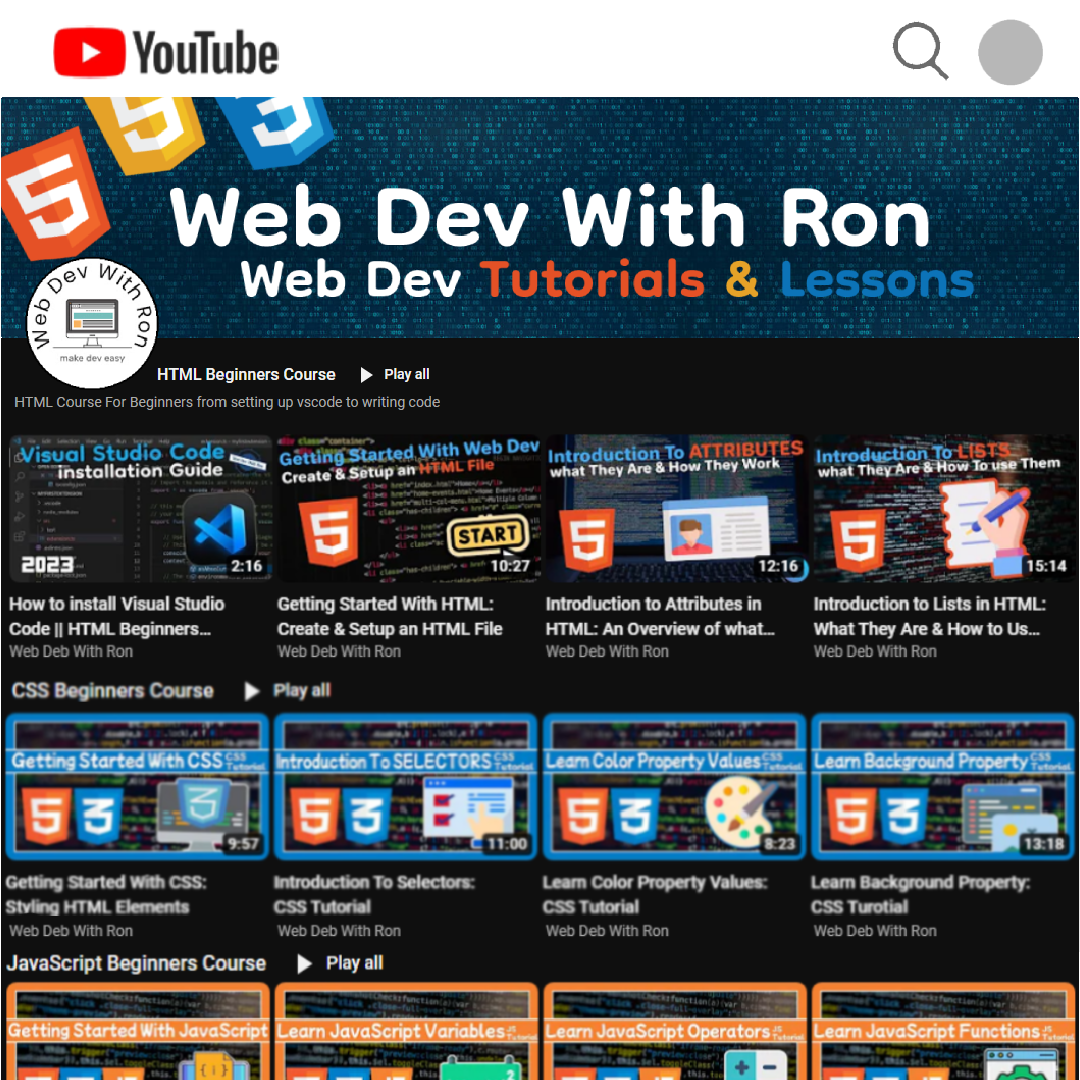 YouTube
Web Dev With Ron
Web Dev Tutorials & Lessons
Web Dev With Ron
make dev easy
HTML Beginners Course Play all
HTML Course For Beginners from setting up vscode to writing code
Visual Studio Code
Installation Guide
2023
2:16
Getting Started With Web Dev
Create & Setup an HTML File
START
10:27
Introduction To ATTRIBUTES
what They Are & How They Work
12:16
Introduction To LISTS
what They Are & How To use Them
15:14
How to install Visual Studio
Code || HTML Beginners...
Web Deb With Ron
Getting Started With HTML:
Create & Setup an HTML File
Web Deb With Ron
Introduction to Attributes in
HTML: An Overview of what...
Web Deb With Ron
Introduction to Lists in HTML:
What They Are & How to Us...
Web Deb With Ron
CSS Beginners Course Play all
Getting Started With CSS CSS Tutorial
9:57
Introduction To SELECTORS CSS Tutorial
11:00
Learn Color Property Values CSS Tutorial
8:23
Learn Background Property CSS Tutorial
13:18
Getting Started With CSS:
Styling HTML Elements
Web Deb With Ron
Introduction To Selectors:
CSS Tutorial
Web Deb With Ron
Learn Color Property Values:
CSS Tutorial
Web Deb With Ron
Learn Background Property:
CSS Turotial
Web Deb With Ron
JavaScript Beginners Course Play all
Getting Started With JavaScript
Learn JavaScript Variables JS Tutorial
Learn JavaScript Operators JS Tutorial
Learn JavaScript Functions JS Tutorial